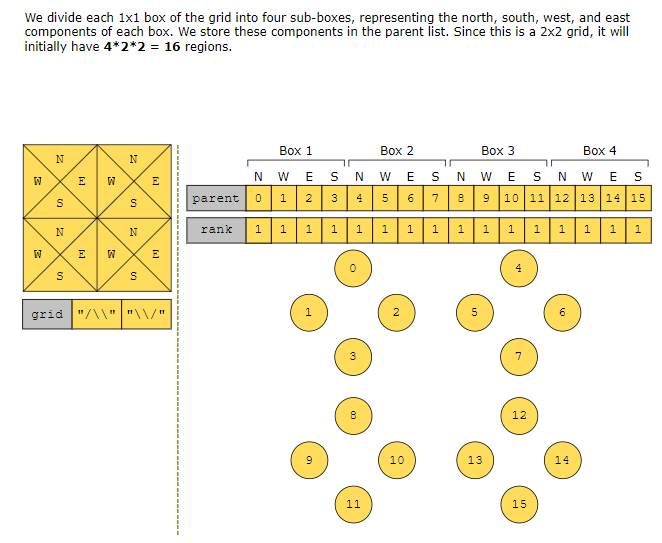 We divide each 1x1 box of the grid into four sub-boxes, representing the north, south, west, and east
components of each box. We store these components in the parent list. Since this is a 2x2 grid, it will
initially have 4*2*2 = 16 regions.
Box 1 Box 2 Box 3 Box 4
N W E S N W E S N W E S N W E S
parent 0 1 2 3 4 5 6 7 8 9 10 11 12 13 14 15
rank 1 1 1 1 1 1 1 1 1 1 1 1 1 1 1 1
N N
W E W E
S S
N N
W E W E
S S
grid "/\\" "\\/"
0 4
1 2 5 6
3 7
8 12
9 10 13 14
11 15